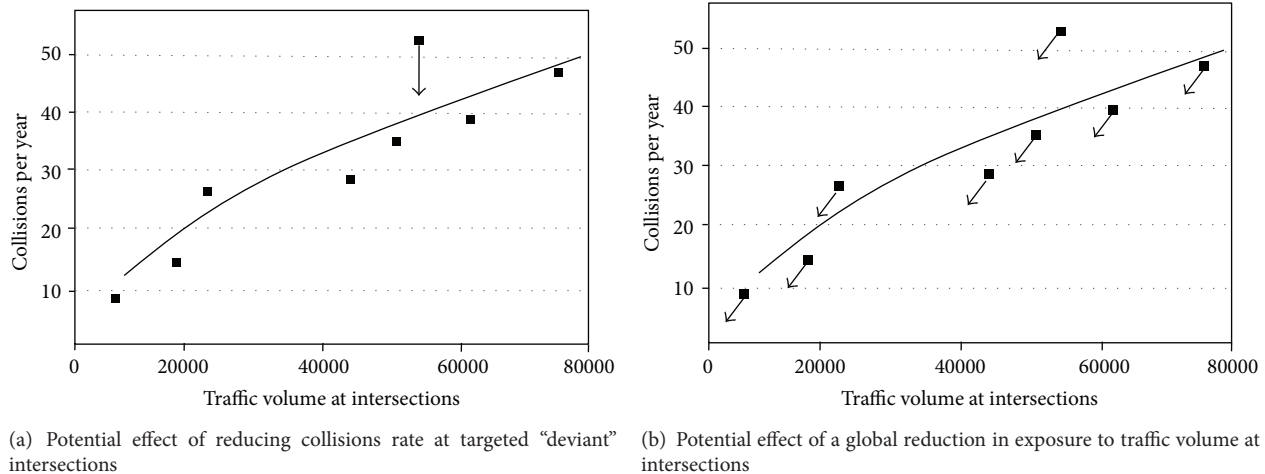 50
40
30
20
10
Collisions per year
0 20000 40000 60000 80000
Traffic volume at intersections
(a) Potential effect of reducing collisions rate at targeted “deviant”
intersections
50
40
30
20
10
Collisions per year
0 20000 40000 60000 80000
Traffic volume at intersections
(b) Potential effect of a global reduction in exposure to traffic volume at
intersections